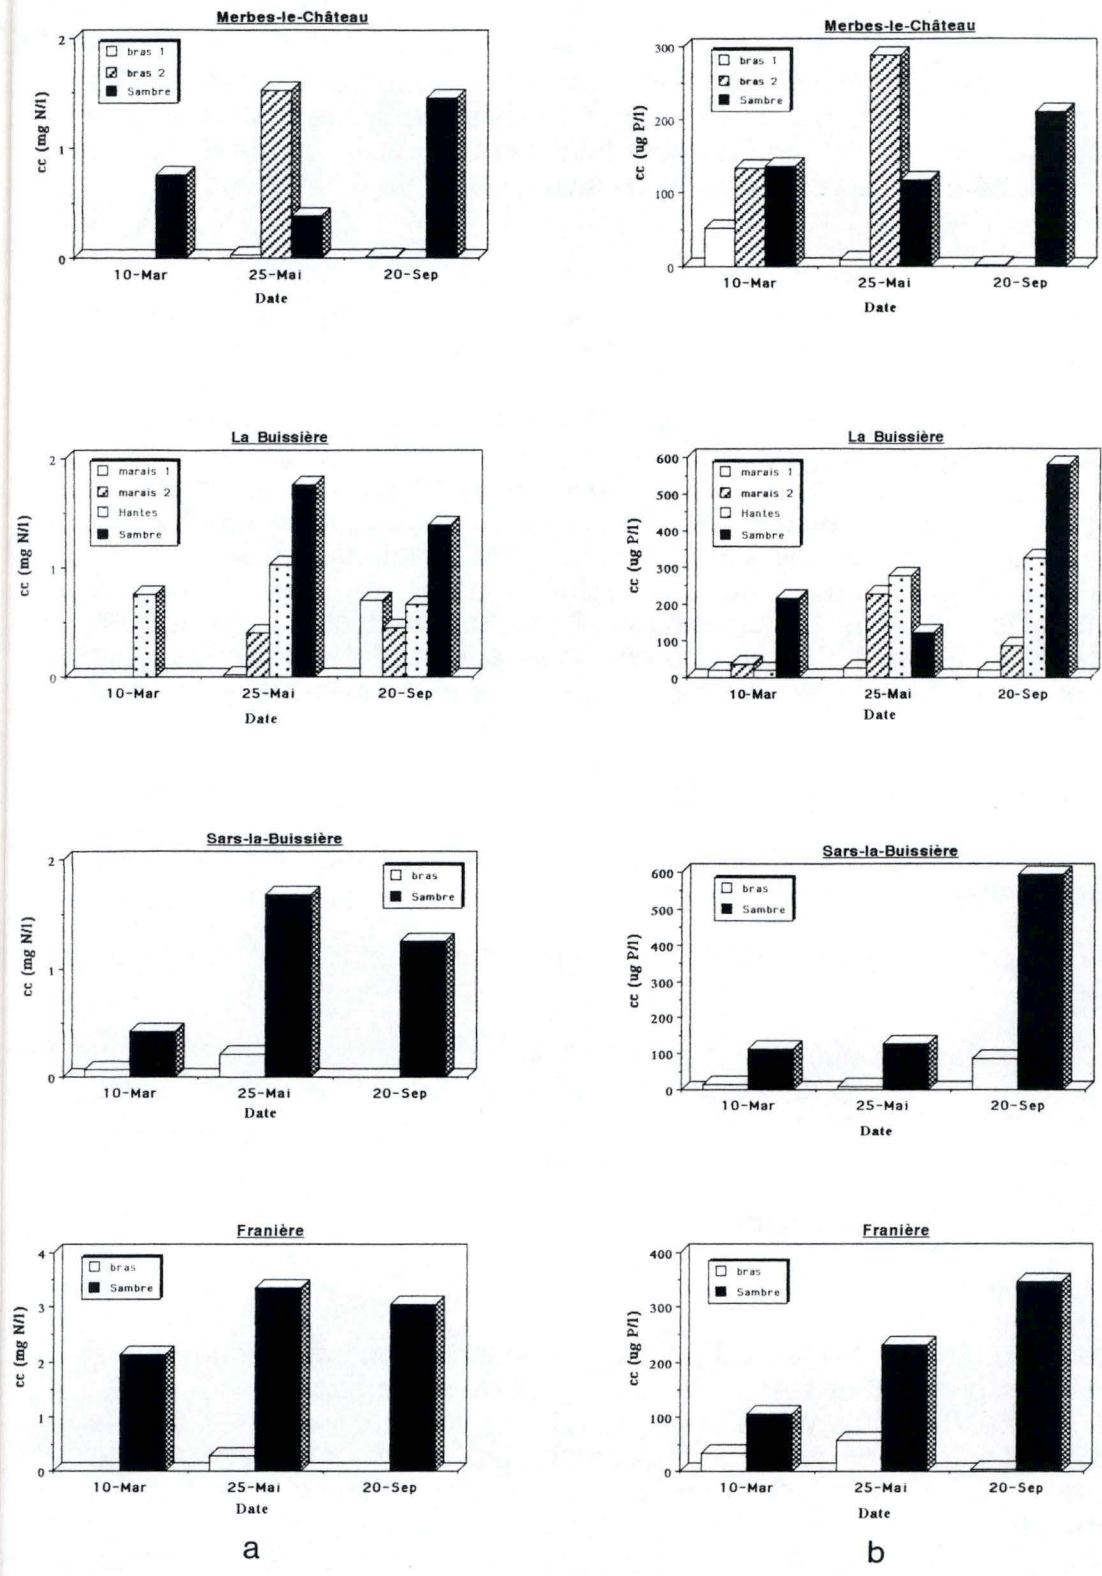 Merbes-le-Château
2
bras 1
bras 2
Sambre
1
cc (mg N/l)
0
10-Mar 25-Mai 20-Sep
Date
Merbes-le-Château
300
bras 1
bras 2
Sambre
200
cc (ug P/l)
100
0
10-Mar 25-Mai 20-Sep
Date
La Buissière
2
marais 1
marais 2
Hantes
Sambre
cc (mg N/l)
1
0
10-Mar 25-Mai 20-Sep
Date
La Buissière
600
marais 1
500
marais 2
Hantes
400
Sambre
cc (ug P/l)
300
200
100
0
10-Mar 25-Mai 20-Sep
Date
Sars-la-Buissière
2
bras
Sambre
cc (mg N/l)
1
0
10-Mar 25-Mai 20-Sep
Date
Sars-la-Buissière
600
bras
500
Sambre
400
cc (ug P/l)
300
200
100
0
10-Mar 25-Mai 20-Sep
Date
Franière
4
bras
Sambre
3
cc (mg N/l)
2
1
0
10-Mar 25-Mai 20-Sep
Date
a
Franière
400
bras
Sambre
300
cc (ug P/l)
200
100
0
10-Mar 25-Mai 20-Sep
Date
b